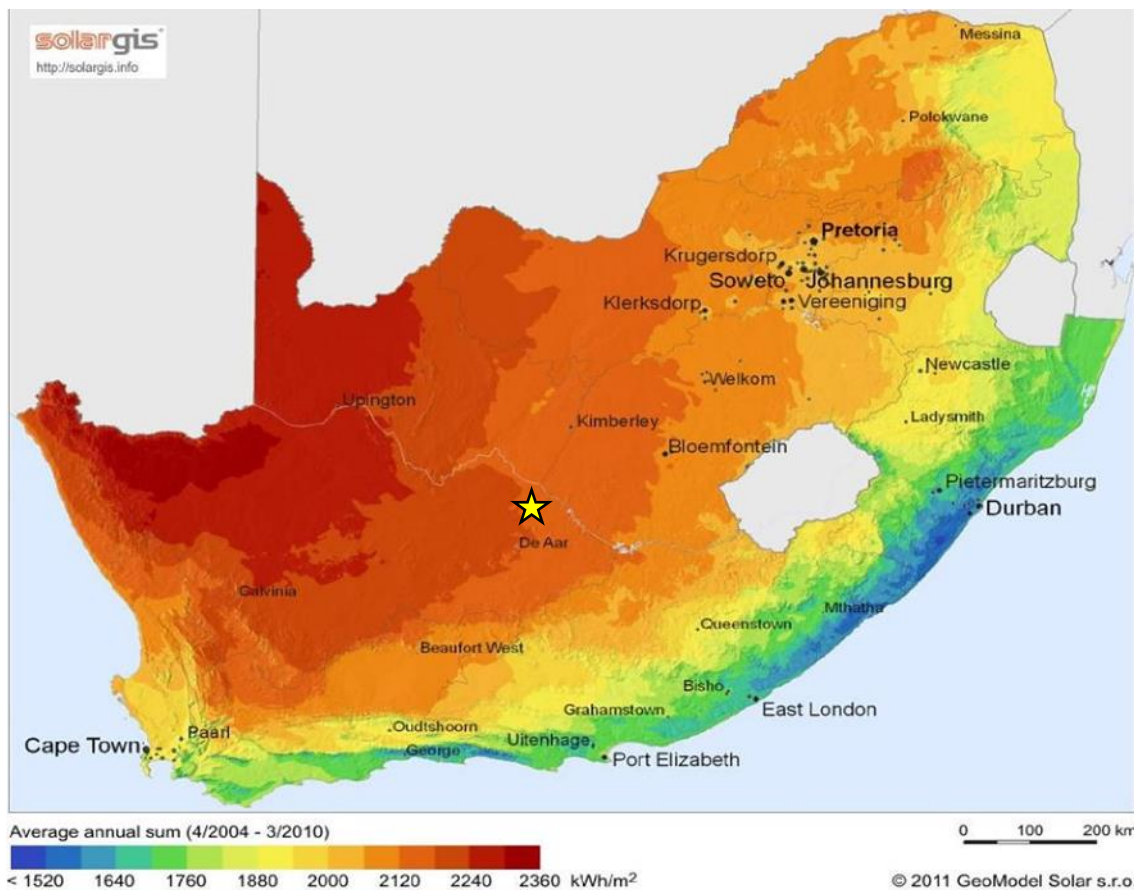 solargis
http://solargis.info
Messina
Polokwane
Pretoria
Krugersdorp
Soweto
Johannesburg
Klerksdorp
Vereeniging
Newcastle
Welkom
Upington
Kimberley
Ladysmith
Bloemfontein
Pietermaritzburg
Durban
De Aar
Calvinia
Mthatha
Queenstown
Beaufort West
Bisho
East London
Grahamstown
Oudtshoorn
Paarl
Cape Town
George
Uitenhage
Port Elizabeth
Average annual sum (4/2004 - 3/2010)
0 100 200 km
< 1520 1640 1760 1880 2000 2120 2240 2360 kWh/m²
© 2011 GeoModel Solar s.r.o.